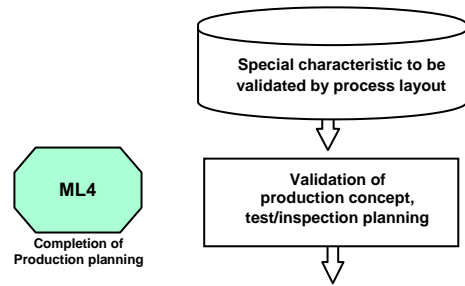 Special characteristic to be
validated by process layout
ML4
Completion of
Production planning
Validation of
production concept,
test/inspection planning